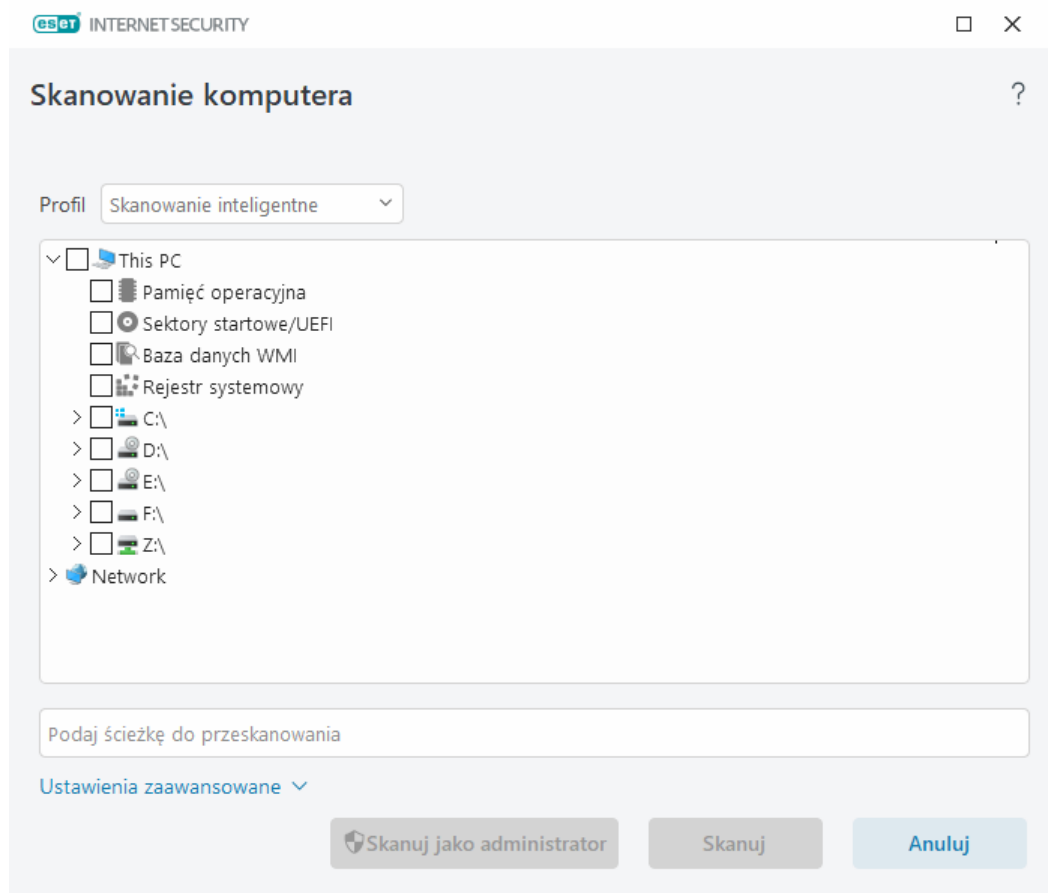 eset INTERNET SECURITY
Skanowanie komputera
?
Profil Skanowanie inteligentne
This PC
Pamięć operacyjna
Sektory startowe/UEFI
Baza danych WMI
Rejestr systemowy
C:\
D:\
E:\
F:\
Z:\
Network
Podaj ścieżkę do przeskanowania
Ustawienia zaawansowane
Skanuj jako administrator Skanuj Anuluj